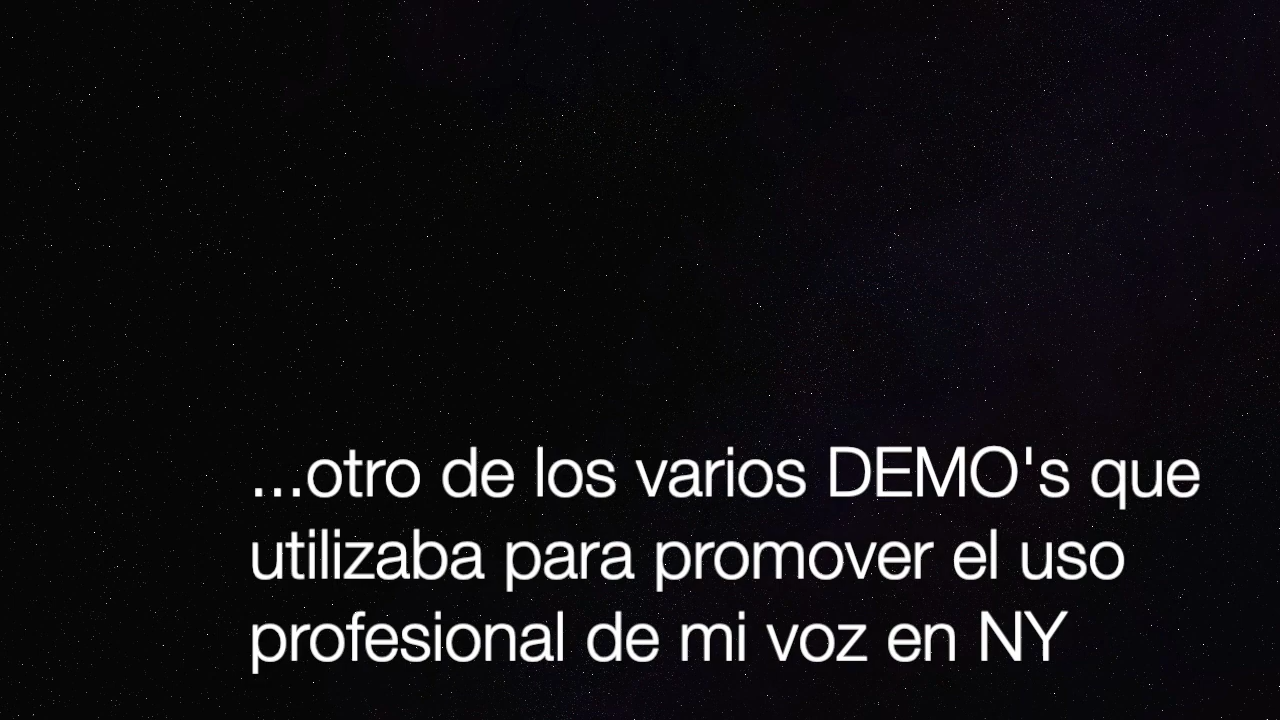 ...otro de los varios DEMO's que
utilizaba para promover el uso
profesional de mi voz en NY